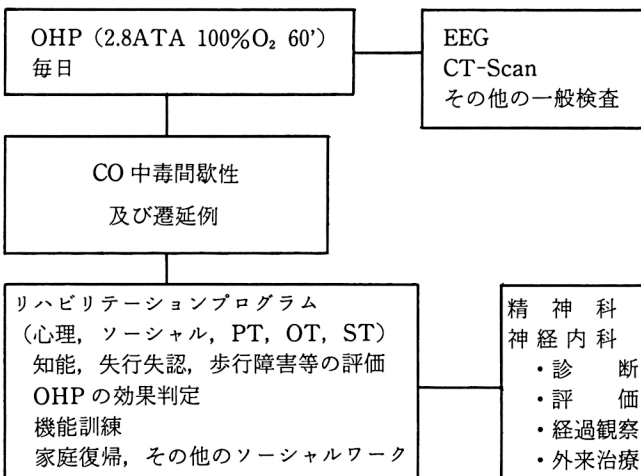 OHP（2.8ATA 100%O₂ 60’）
毎日
EEG
CT-Scan
その他の一般検査
CO 中毒間歇性
及び遷延例
リハビリテーションプログラム
（心理，ソーシャル，PT，OT，ST）
知能，失行失認，歩行障害等の評価
OHP の効果判定
機能訓練
家庭復帰，その他のソーシャルワーク
精神科
神経内科
・診　断
・評　価
・経過観察
・外来治療